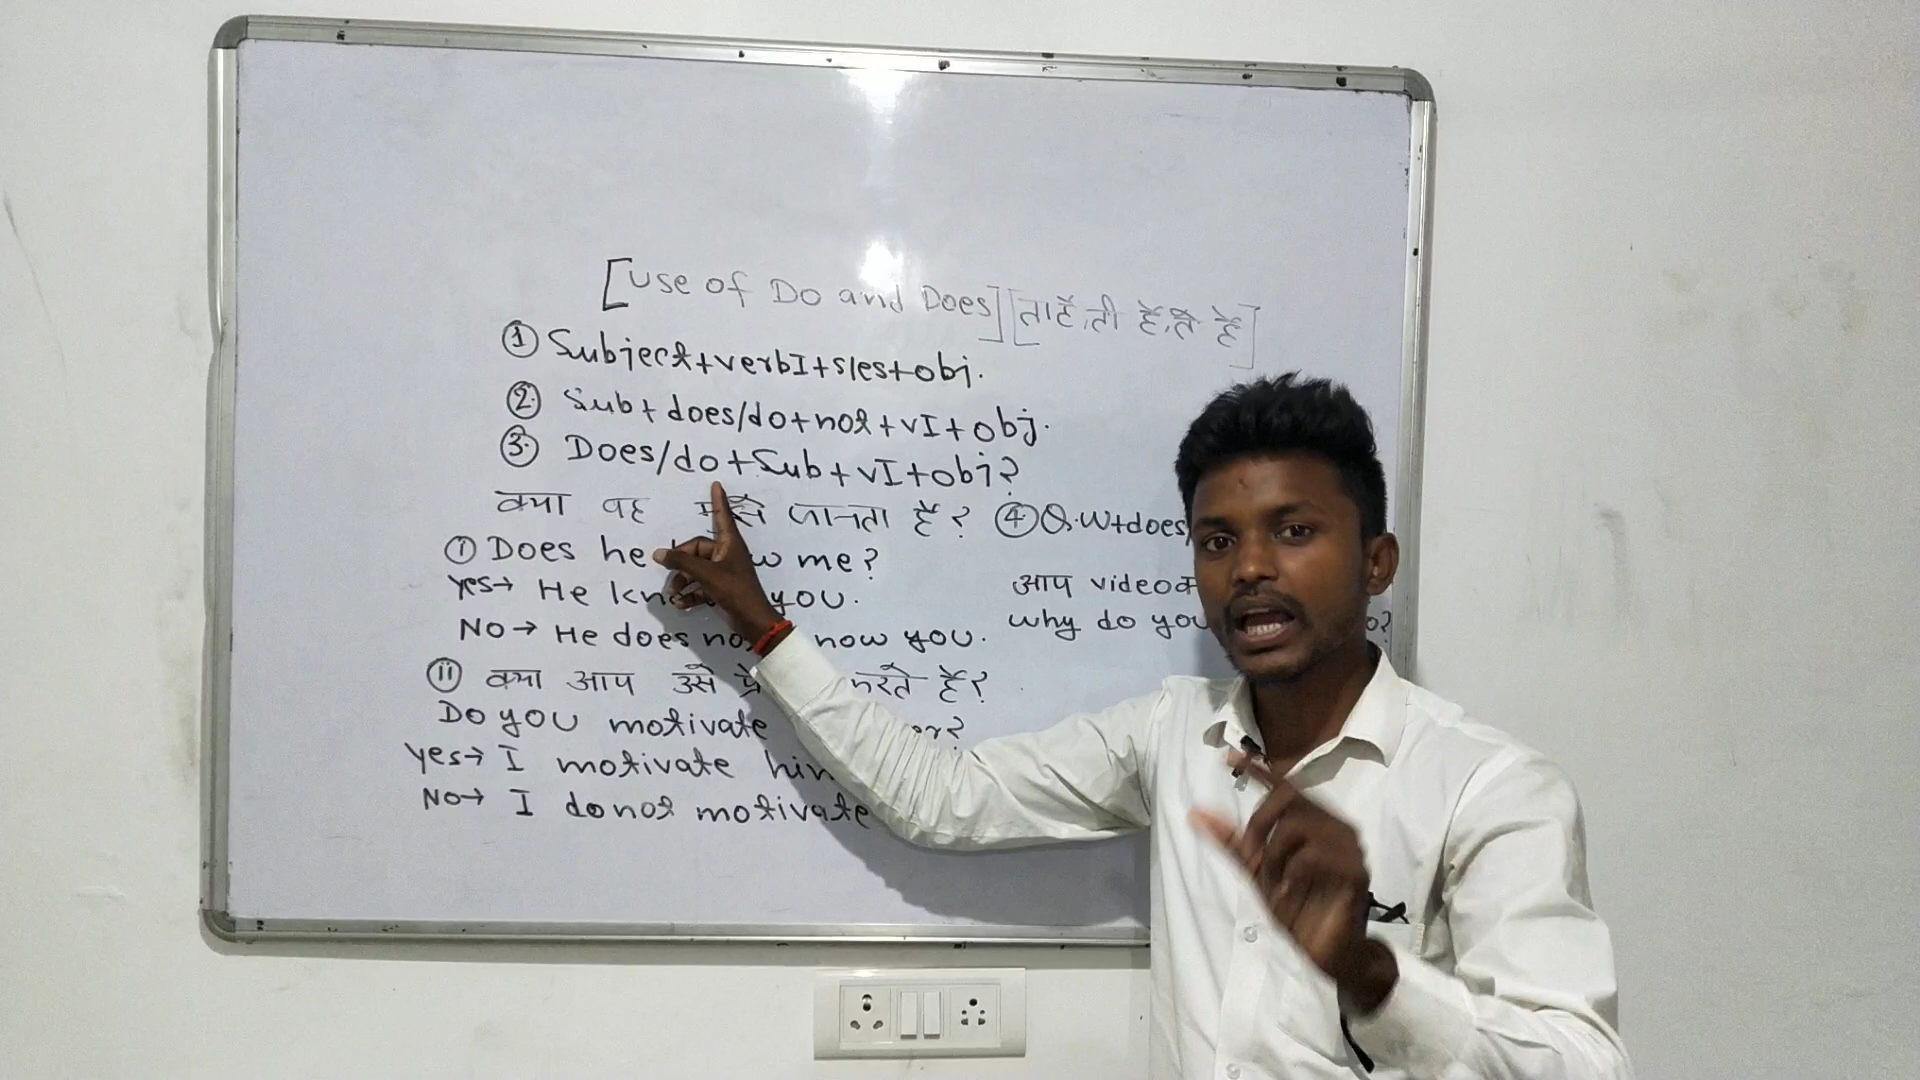 [Use of Do and Does] [ता है, ती है, ते है]
① Subject+verbI+s/es+obj.
② Sub+does/do+not+vI+obj.
③ Does/do+Sub+vI+obj?
क्या वह जानता है?
④ Q.W+does/
① Does he me?
yes→ He you.
No→ He does you.
आप video
why do you
ⅱ क्या आप उसे करते है?
Do you motivate
yes→ I motivate
No→ I do not motivate